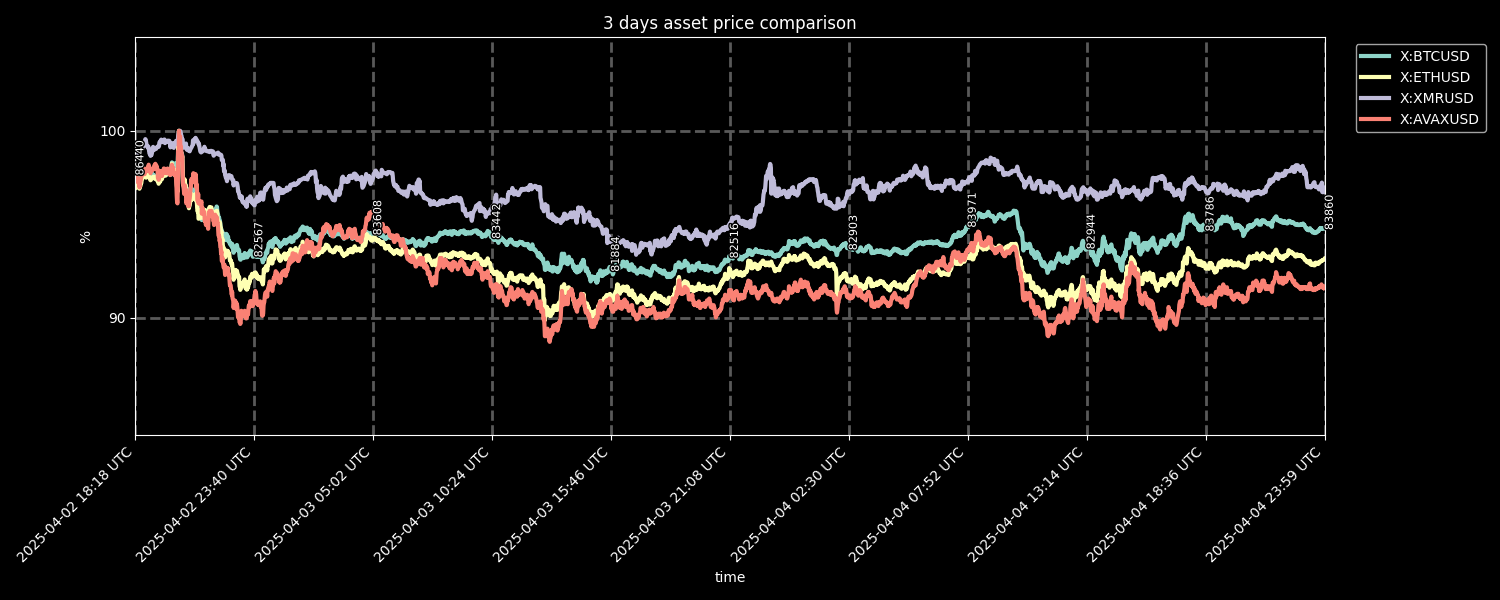 3 days asset price comparison
X:BTCUSD
X:ETHUSD
X:XMRUSD
X:AVAXUSD
100
90
%
86440
82567
83608
83442
81884
82516
82903
83971
82944
83786
83860
2025-04-02 18:18 UTC
2025-04-02 23:40 UTC
2025-04-03 05:02 UTC
2025-04-03 10:24 UTC
2025-04-03 15:46 UTC
2025-04-03 21:08 UTC
2025-04-04 02:30 UTC
2025-04-04 07:52 UTC
2025-04-04 13:14 UTC
2025-04-04 18:36 UTC
2025-04-04 23:59 UTC
time